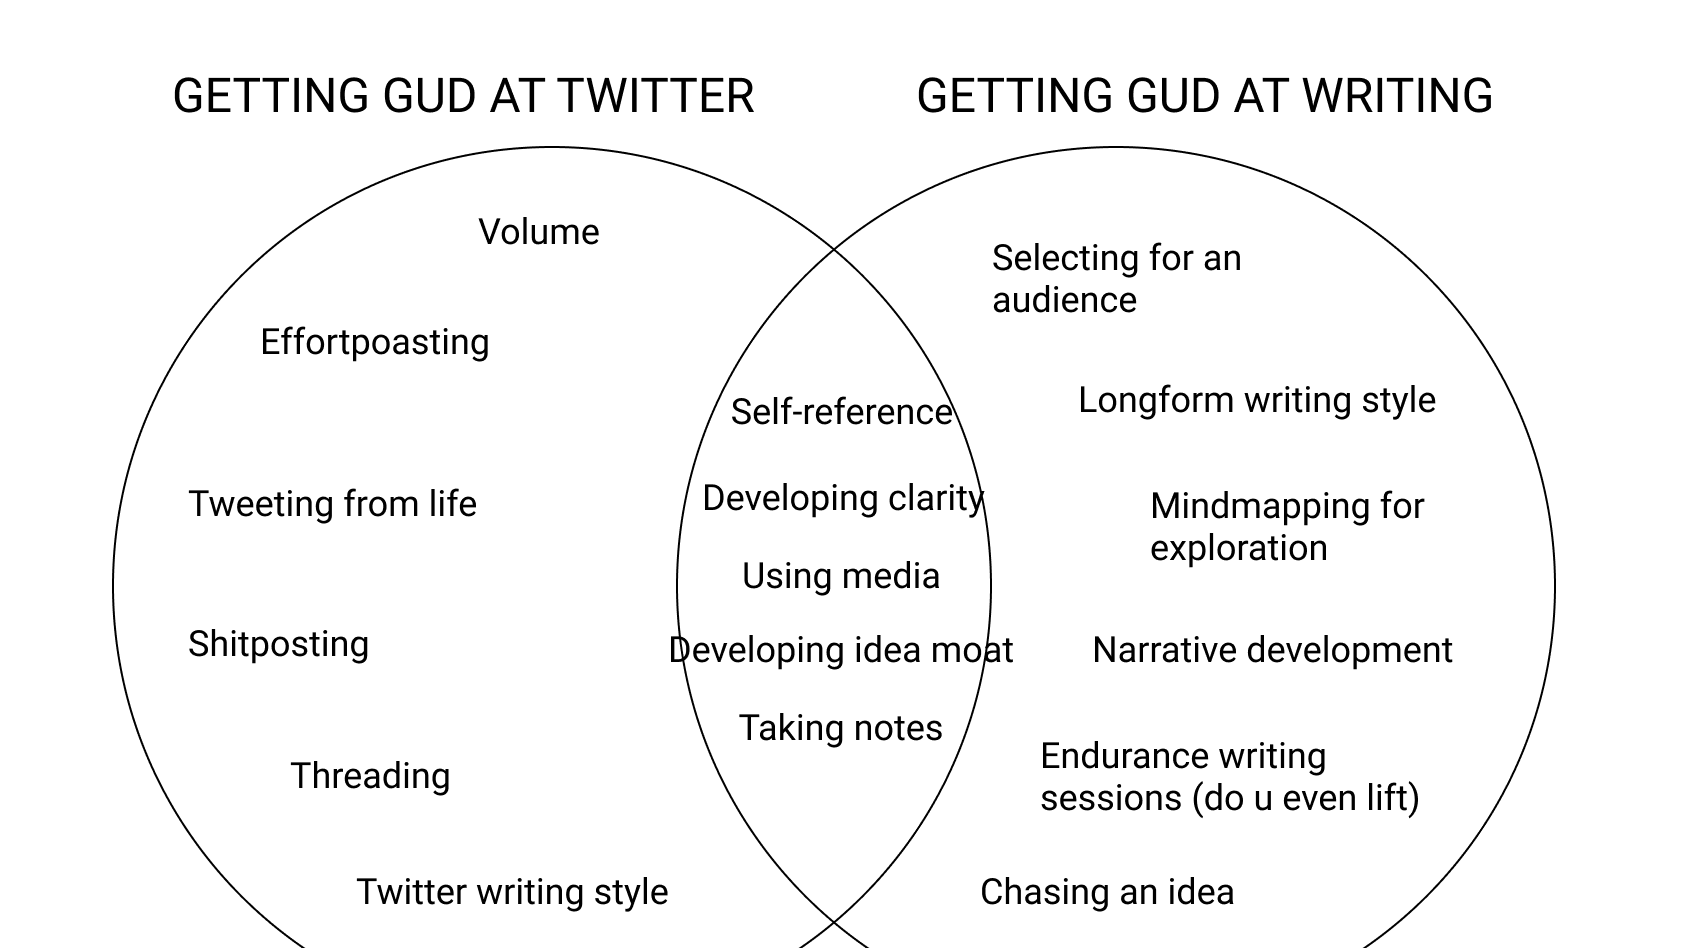 GETTING GUD AT TWITTER
GETTING GUD AT WRITING
Volume
Effortpoasting
Tweeting from life
Shitposting
Threading
Twitter writing style
Self-reference
Developing clarity
Using media
Developing idea moat
Taking notes
Selecting for an
audience
Longform writing style
Mindmapping for
exploration
Narrative development
Endurance writing
sessions (do u even lift)
Chasing an idea